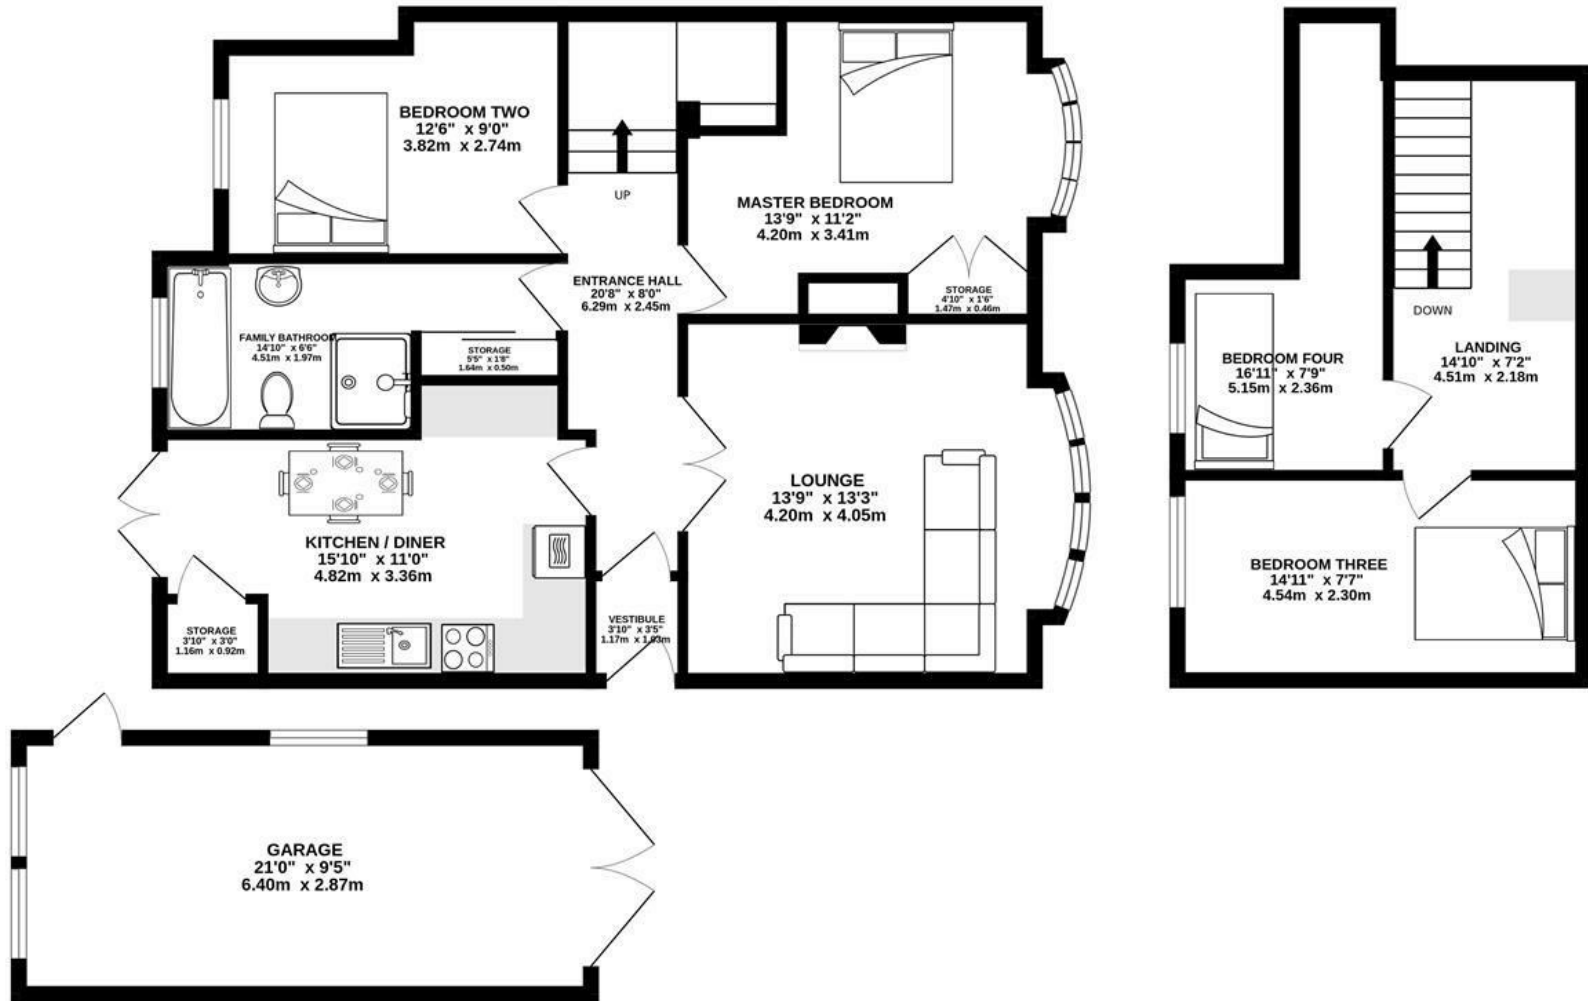 BEDROOM TWO
12'6" x 9'0"
3.82m x 2.74m
UP
MASTER BEDROOM
13'9" x 11'2"
4.20m x 3.41m
STORAGE
4'10" x 1'6"
1.47m x 0.46m
ENTRANCE HALL
20'8" x 8'0"
6.29m x 2.45m
FAMILY BATHROOM
14'10" x 6'6"
4.51m x 1.97m
STORAGE
5'5" x 1'8"
1.64m x 0.50m
KITCHEN / DINER
15'10" x 11'0"
4.82m x 3.36m
LOUNGE
13'9" x 13'3"
4.20m x 4.05m
STORAGE
3'10" x 3'0"
1.16m x 0.92m
VESTIBULE
3'10" x 3'5"
1.17m x 1.03m
GARAGE
21'0" x 9'5"
6.40m x 2.87m
DOWN
BEDROOM FOUR
16'11" x 7'9"
5.15m x 2.36m
LANDING
14'10" x 7'2"
4.51m x 2.18m
BEDROOM THREE
14'11" x 7'7"
4.54m x 2.30m